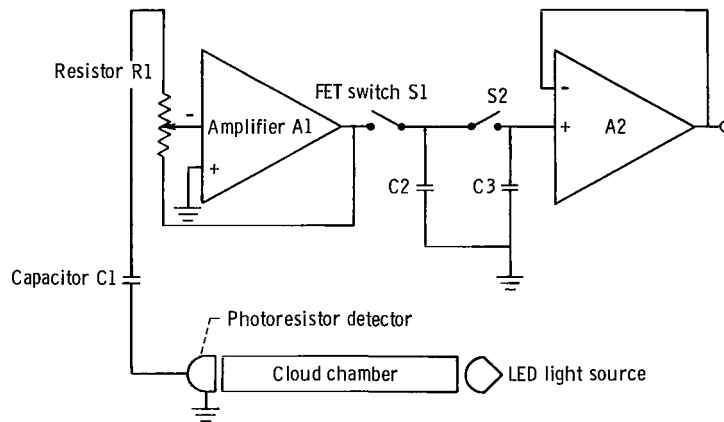 Resistor R1
-
Amplifier A1
+
FET switch S1
S2
-
+
A2
C2
C3
Capacitor C1
Photoresistor detector
Cloud chamber
LED light source